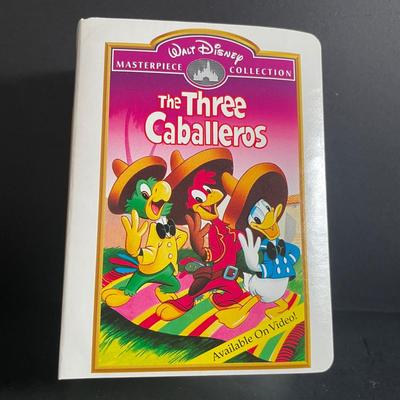 WALT DISNEY
MASTERPIECE COLLECTION
The Three
Caballeros
Available On Video!